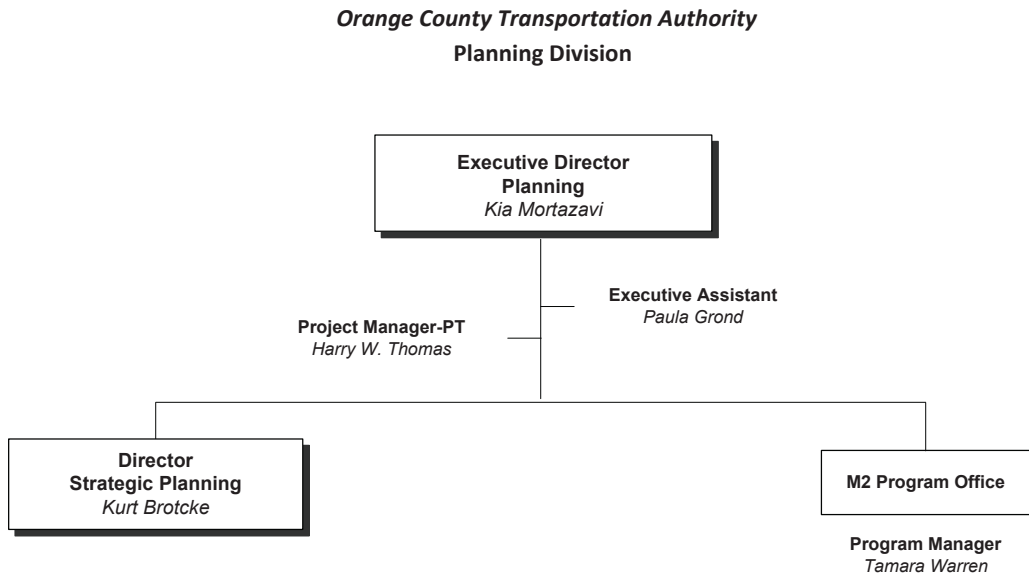 Orange County Transportation Authority
Planning Division
Executive Director
Planning
Kia Mortazavi
Executive Assistant
Paula Grond
Project Manager-PT
Harry W. Thomas
Director
Strategic Planning
Kurt Brotcke
M2 Program Office
Program Manager
Tamara Warren